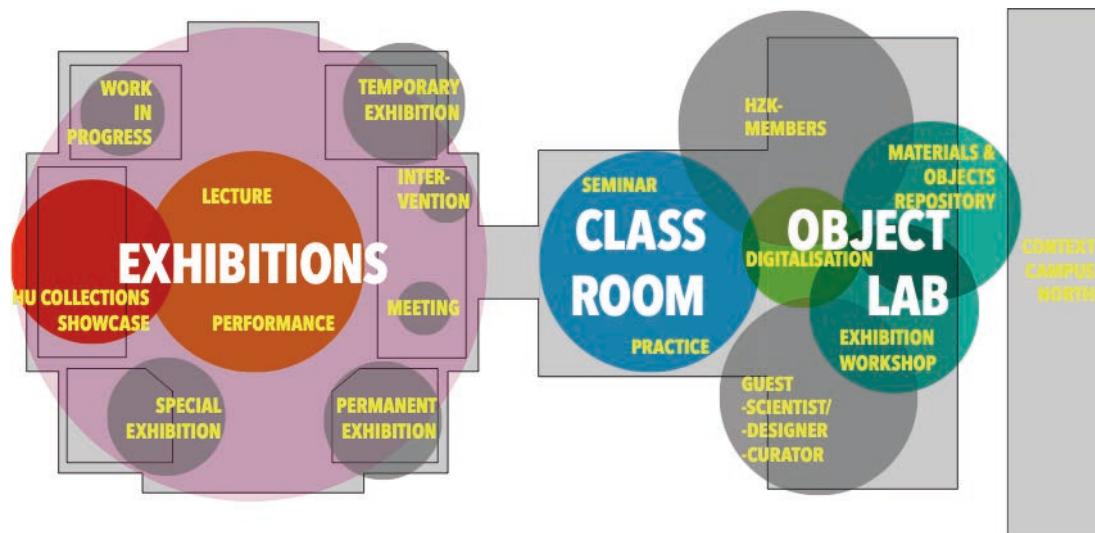 WORK
IN
PROGRESS
TEMPORARY
EXHIBITION
LECTURE
INTER-
VENTION
EXHIBITIONS
HU COLLECTIONS
SHOWCASE
PERFORMANCE
MEETING
SPECIAL
EXHIBITION
PERMANENT
EXHIBITION
SEMINAR
CLASS
ROOM
PRACTICE
HZK-
MEMBERS
MATERIALS &
OBJECTS
REPOSITORY
OBJECT
LAB
DIGITALISATION
EXHIBITION
WORKSHOP
GUEST
-SCIENTIST/
-DESIGNER
-CURATOR
CONTEXT
CAMPUS
NORTH